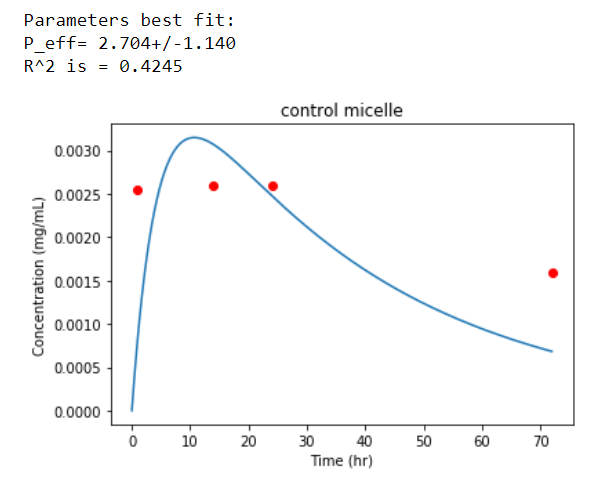 Parameters best fit:
P_eff= 2.704+/-1.140
R^2 is = 0.4245
control micelle
Concentration (mg/mL)
0.0030
0.0025
0.0020
0.0015
0.0010
0.0005
0.0000
0 10 20 30 40 50 60 70
Time (hr)